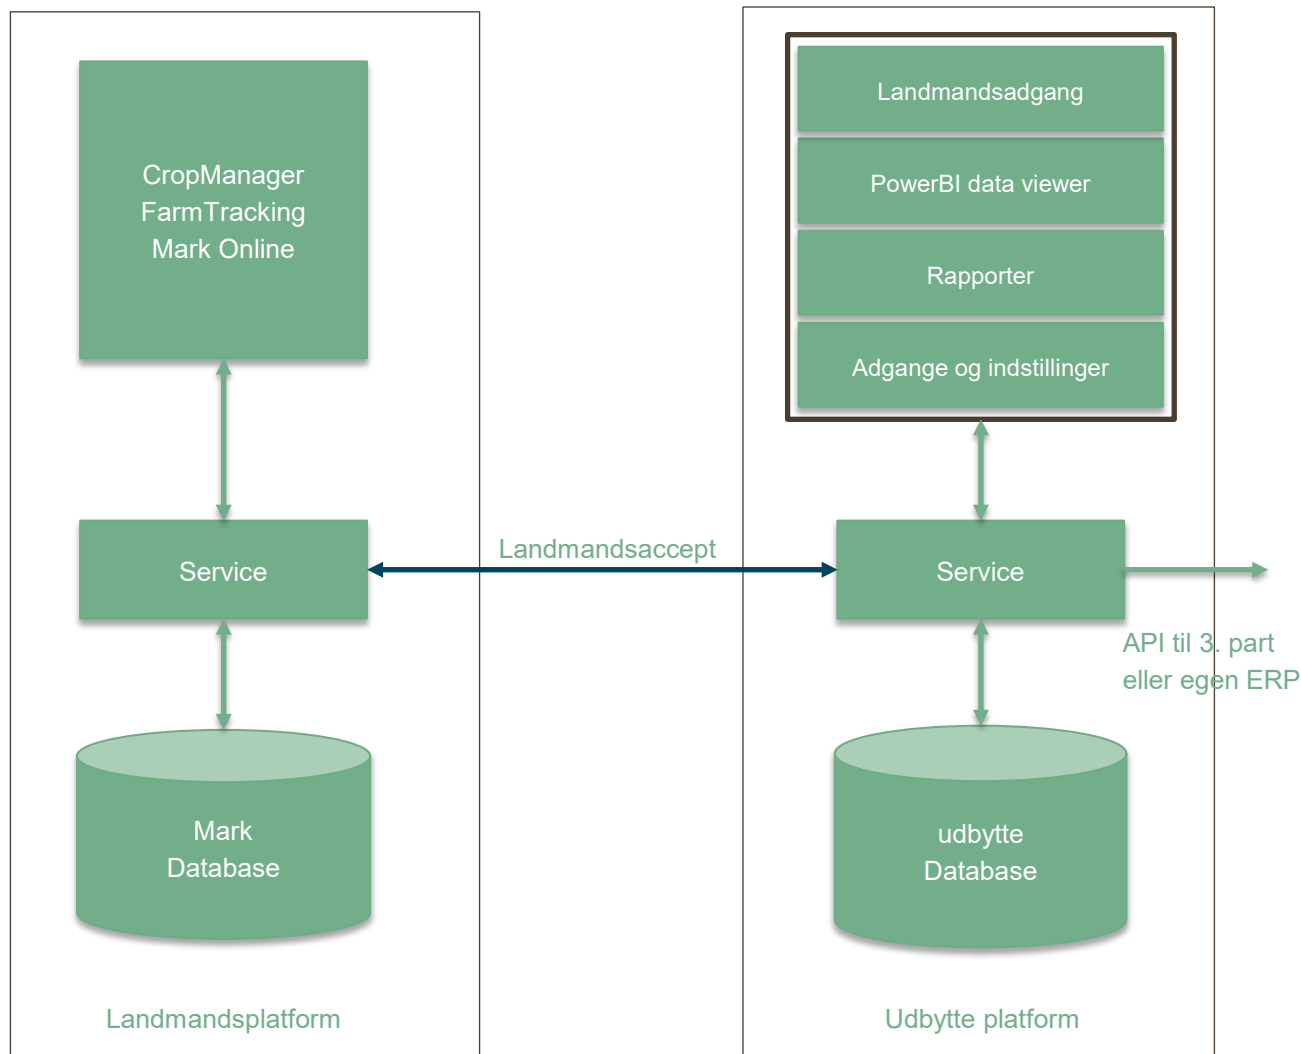 CropManager
FarmTracking
Mark Online
Service
Mark
Database
Landmandsplatform
Landmandsaccept
Landmandsadgang
PowerBI data viewer
Rapporter
Adgange og indstillinger
Service
API til 3. part
eller egen ERP
udbytte
Database
Udbytte platform